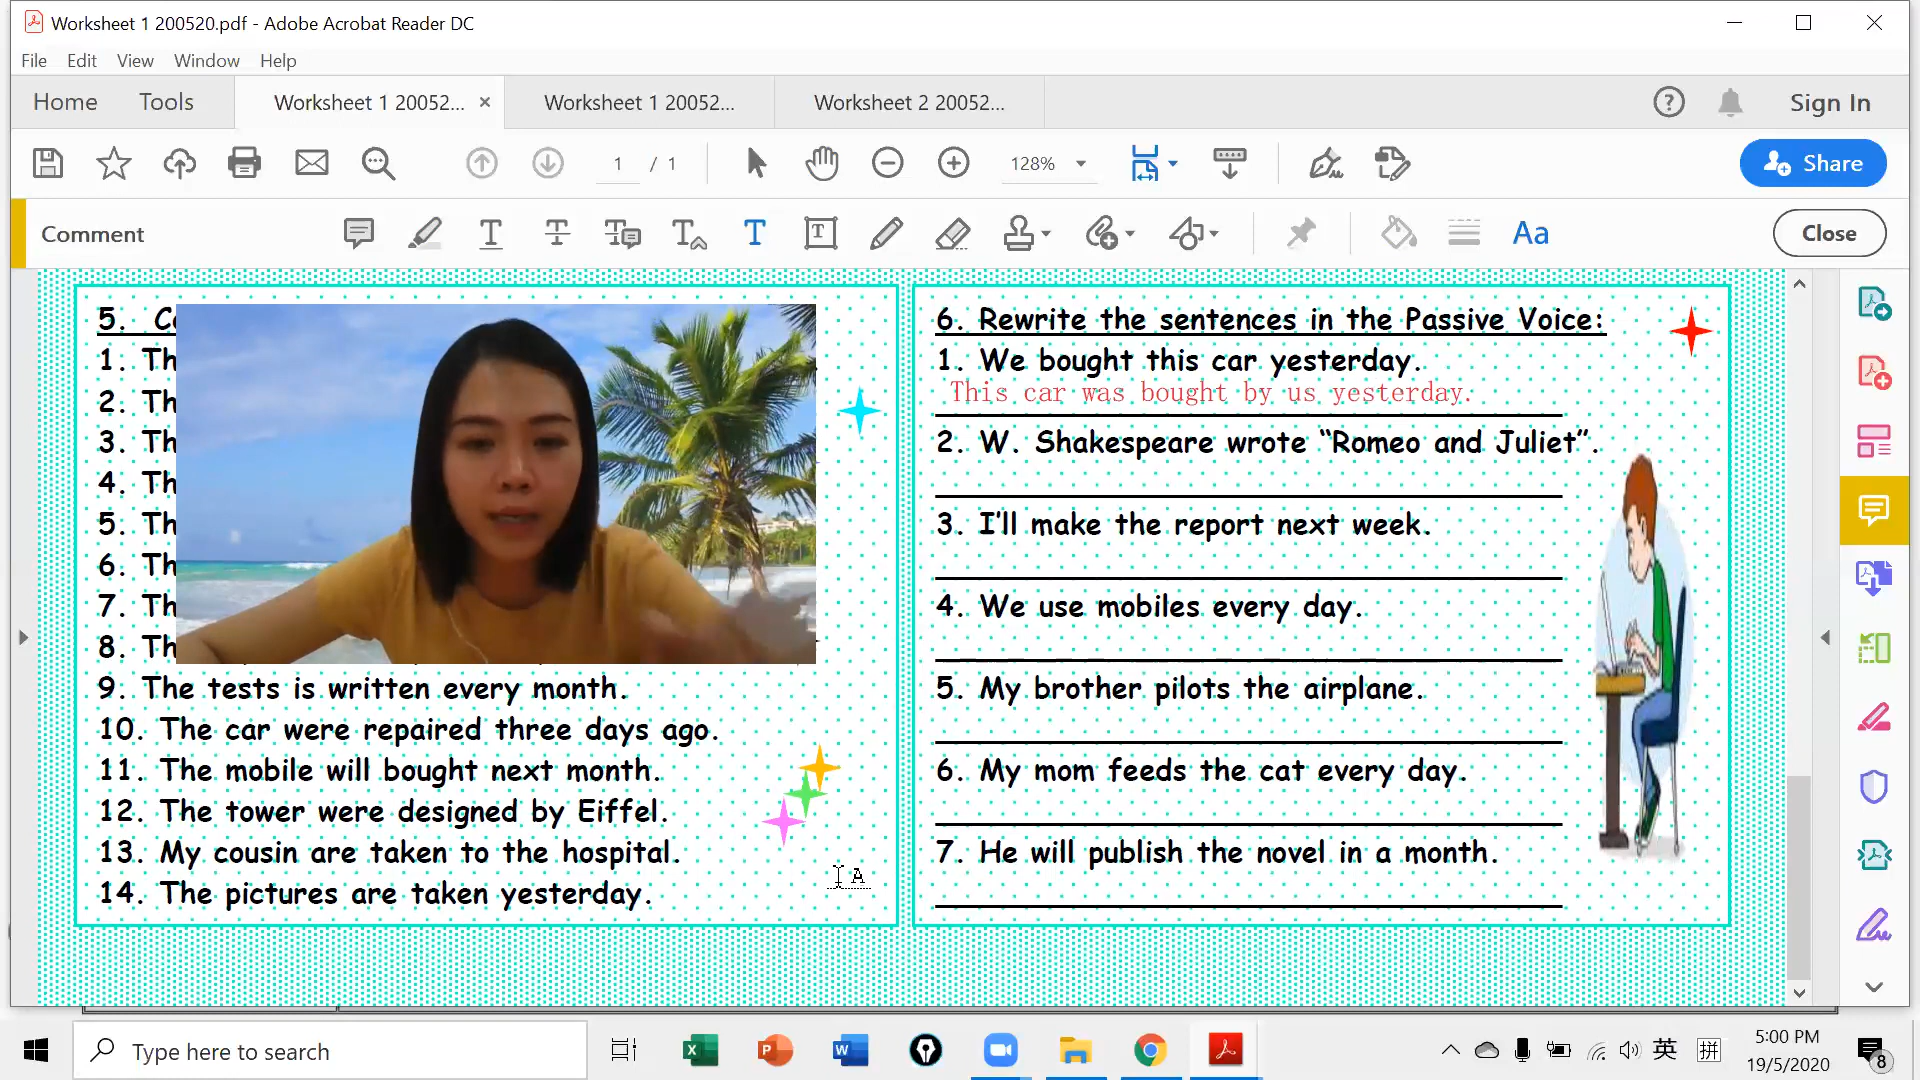 Worksheet 1 200520.pdf - Adobe Acrobat Reader DC
File Edit View Window Help
Home Tools Worksheet 1 20052... × Worksheet 1 20052... Worksheet 2 20052... Sign In
1 / 1 128% Share
Comment Aa Close
5.
1. Th
2. Th
3. Th
4. Th
5. Th
6. Th
7. Th
8. Th
9. The tests is written every month.
10. The car were repaired three days ago.
11. The mobile will bought next month.
12. The tower were designed by Eiffel.
13. My cousin are taken to the hospital.
14. The pictures are taken yesterday.
6. Rewrite the sentences in the Passive Voice:
1. We bought this car yesterday.
This car was bought by us yesterday.
2. W. Shakespeare wrote “Romeo and Juliet”.
3. I’ll make the report next week.
4. We use mobiles every day.
5. My brother pilots the airplane.
6. My mom feeds the cat every day.
7. He will publish the novel in a month.
Type here to search
英 拼
5:00 PM
19/5/2020
8